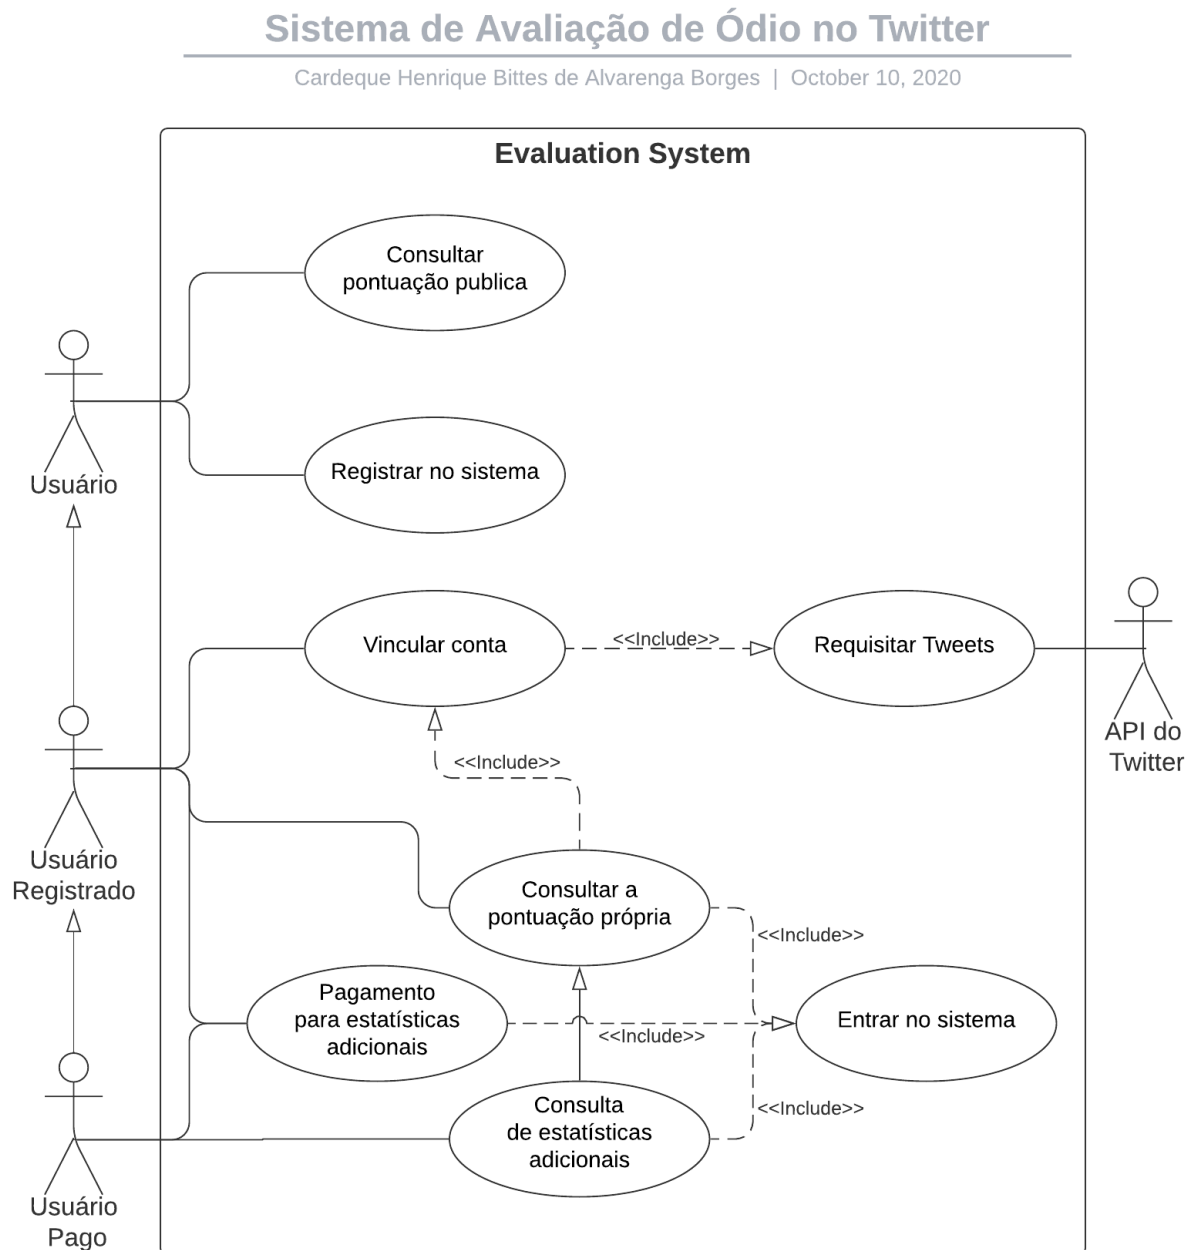 Sistema de Avaliação de Ódio no Twitter
Cardeque Henrique Bittes de Alvarenga Borges | October 10, 2020
Evaluation System
Consultar
pontuação publica
Usuário
Registrar no sistema
Vincular conta
<<Include>>
Requisitar Tweets
API do
Twitter
<<Include>>
Usuário
Registrado
Consultar a
pontuação própria
<<Include>>
Pagamento
para estatísticas
adicionais
<<Include>>
Entrar no sistema
<<Include>>
Consulta
de estatísticas
adicionais
Usuário
Pago